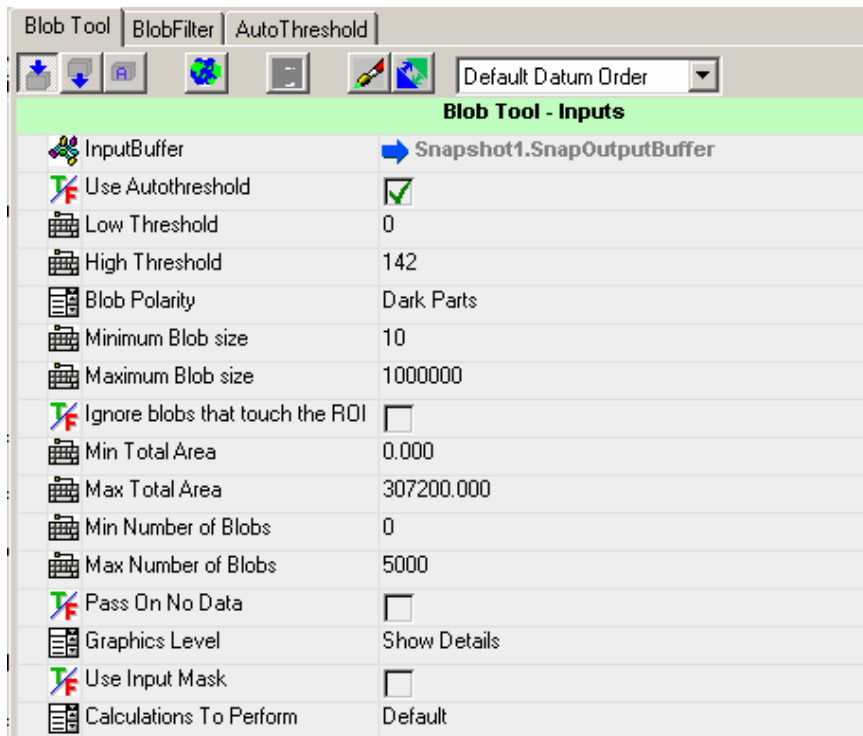 Blob Tool BlobFilter AutoThreshold
A Default Datum Order
Blob Tool - Inputs
InputBuffer Snapshot1.SnapOutputBuffer
T/F Use Autothreshold
Low Threshold 0
High Threshold 142
Blob Polarity Dark Parts
Minimum Blob size 10
Maximum Blob size 1000000
T/F Ignore blobs that touch the ROI
Min Total Area 0.000
Max Total Area 307200.000
Min Number of Blobs 0
Max Number of Blobs 5000
T/F Pass On No Data
Graphics Level Show Details
T/F Use Input Mask
Calculations To Perform Default